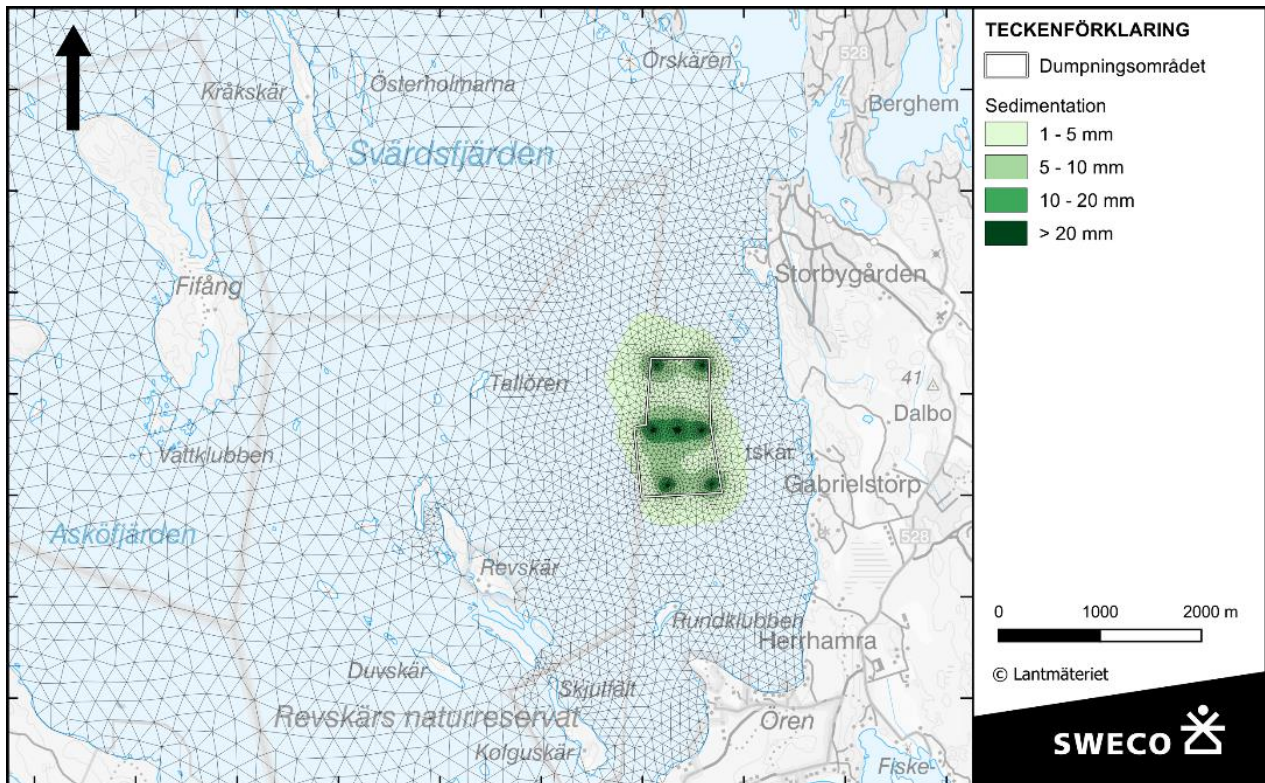 Örskären
528
Kråkskär
Österholmarna
Berghem
Svärdsfjärden
Storbygården
Fifång
Tallören
41
Dalbo
Vattklubben
tskär
Gabrielstorp
Asköfjärden
528
Revskär
Rundklubben
Herrhamra
Duvskär
Skjulfält
Revskärs naturreservat
Ören
Kolguskär
Fiske-
TECKENFÖRKLARING
Dumpningsområdet
Sedimentation
1 - 5 mm
5 - 10 mm
10 - 20 mm
> 20 mm
0 1000 2000 m
© Lantmäteriet
SWECO